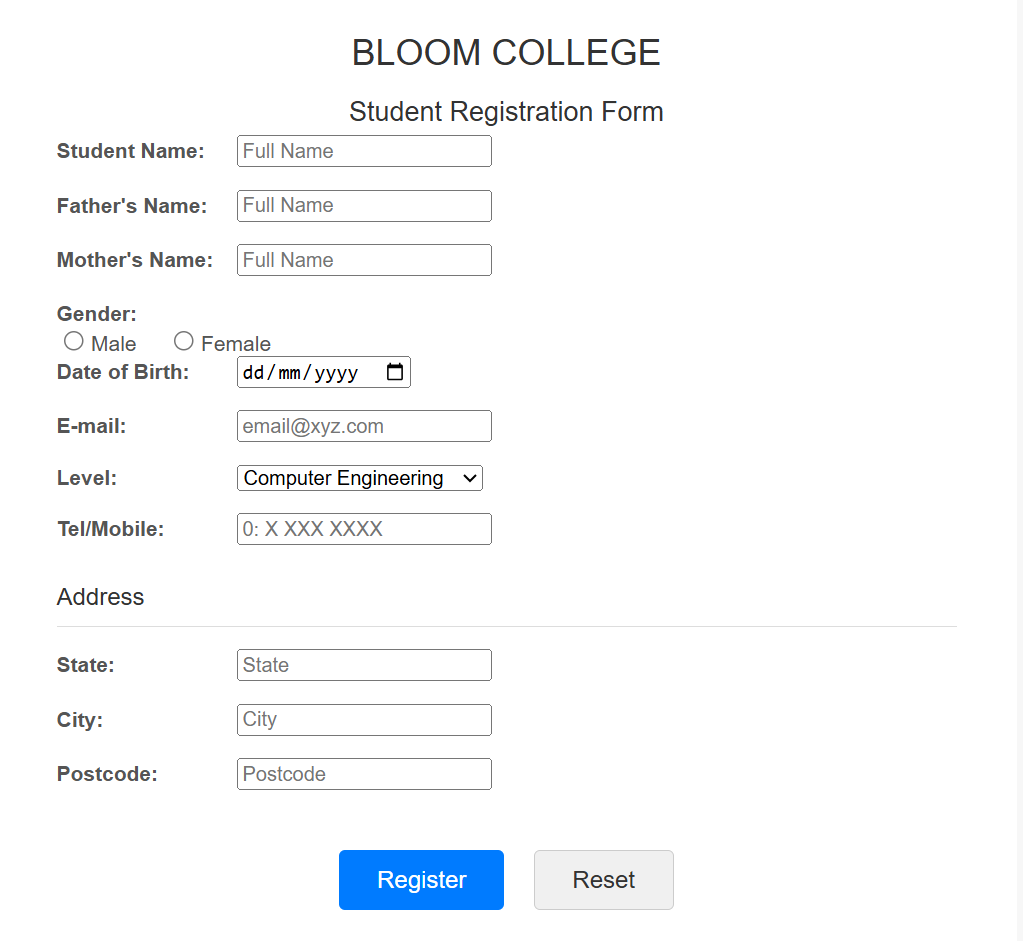 BLOOM COLLEGE
Student Registration Form
Student Name: Full Name
Father's Name: Full Name
Mother's Name: Full Name
Gender:
Male Female
Date of Birth: dd/mm/yyyy
E-mail: email@xyz.com
Level: Computer Engineering
Tel/Mobile: 0: X XXX XXXX
Address
State: State
City: City
Postcode: Postcode
Register Reset